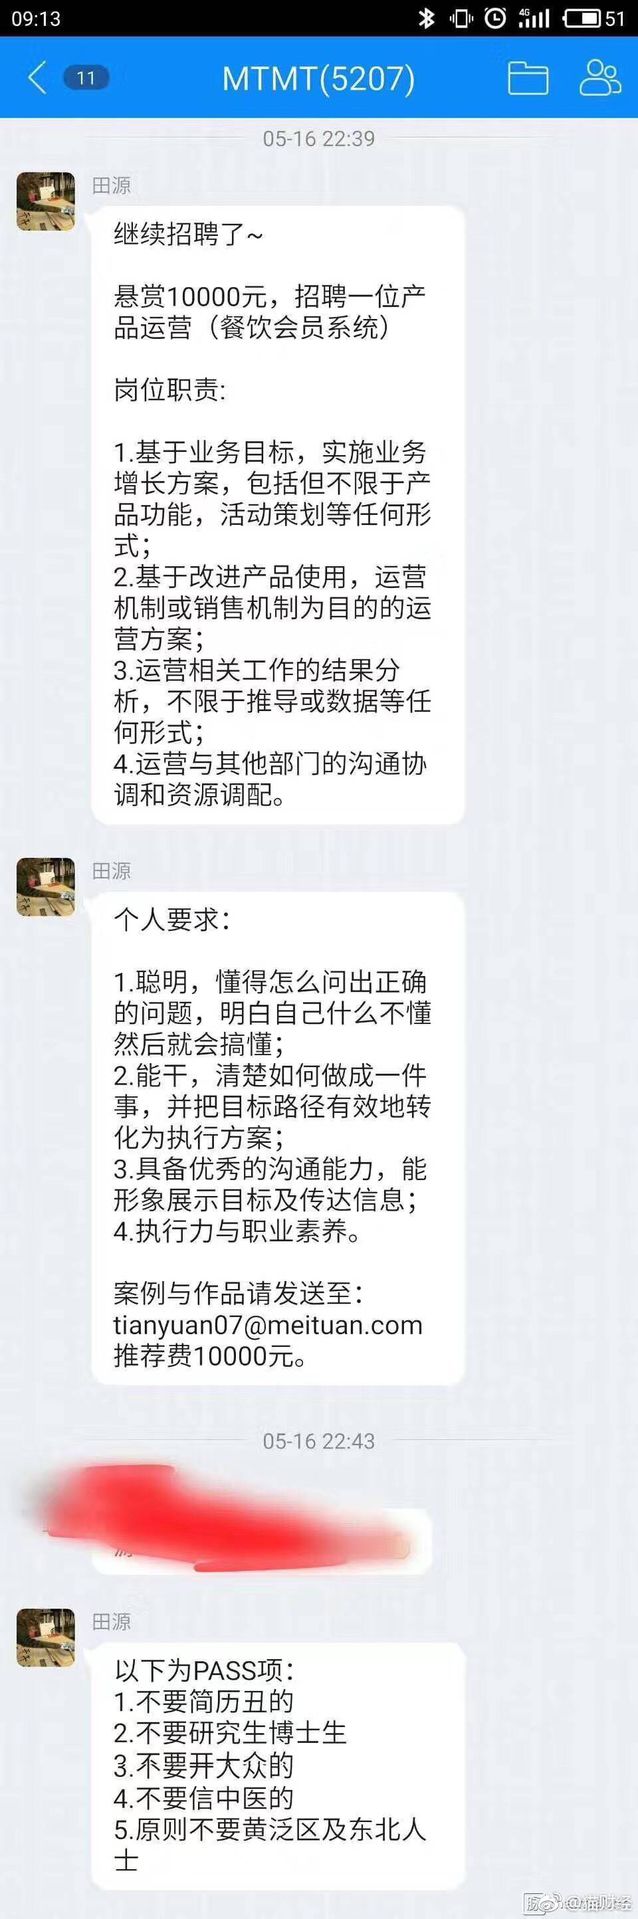 09:13
4G
51
11
MTMT(5207)
05-16 22:39
田源
继续招聘了~
悬赏10000元，招聘一位产
品运营（餐饮会员系统）
岗位职责:
1.基于业务目标，实施业务
增长方案，包括但不限于产
品功能，活动策划等任何形
式；
2.基于改进产品使用，运营
机制或销售机制为目的的运
营方案；
3.运营相关工作的结果分
析，不限于推导或数据等任
何形式；
4.运营与其他部门的沟通协
调和资源调配。
田源
个人要求：
1.聪明，懂得怎么问出正确
的问题，明白自己什么不懂
然后就会搞懂；
2.能干，清楚如何做成一件
事，并把目标路径有效地转
化为执行方案；
3.具备优秀的沟通能力，能
形象展示目标及传达信息；
4.执行力与职业素养。
案例与作品请发送至：
tianyuan07@meituan.com
推荐费10000元。
05-16 22:43
田源
以下为PASS项：
1.不要简历丑的
2.不要研究生博士生
3.不要开大众的
4.不要信中医的
5.原则不要黄泛区及东北人
士